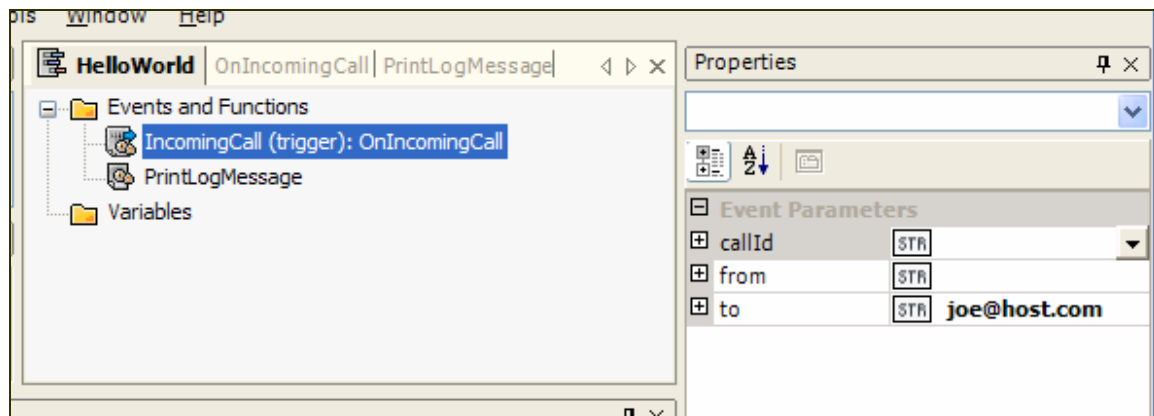 ols Window Help
HelloWorld OnIncomingCall PrintLogMessage
Properties
Events and Functions
IncomingCall (trigger): OnIncomingCall
PrintLogMessage
Variables
A
Z
Event Parameters
callId STR
from STR
to STR joe@host.com